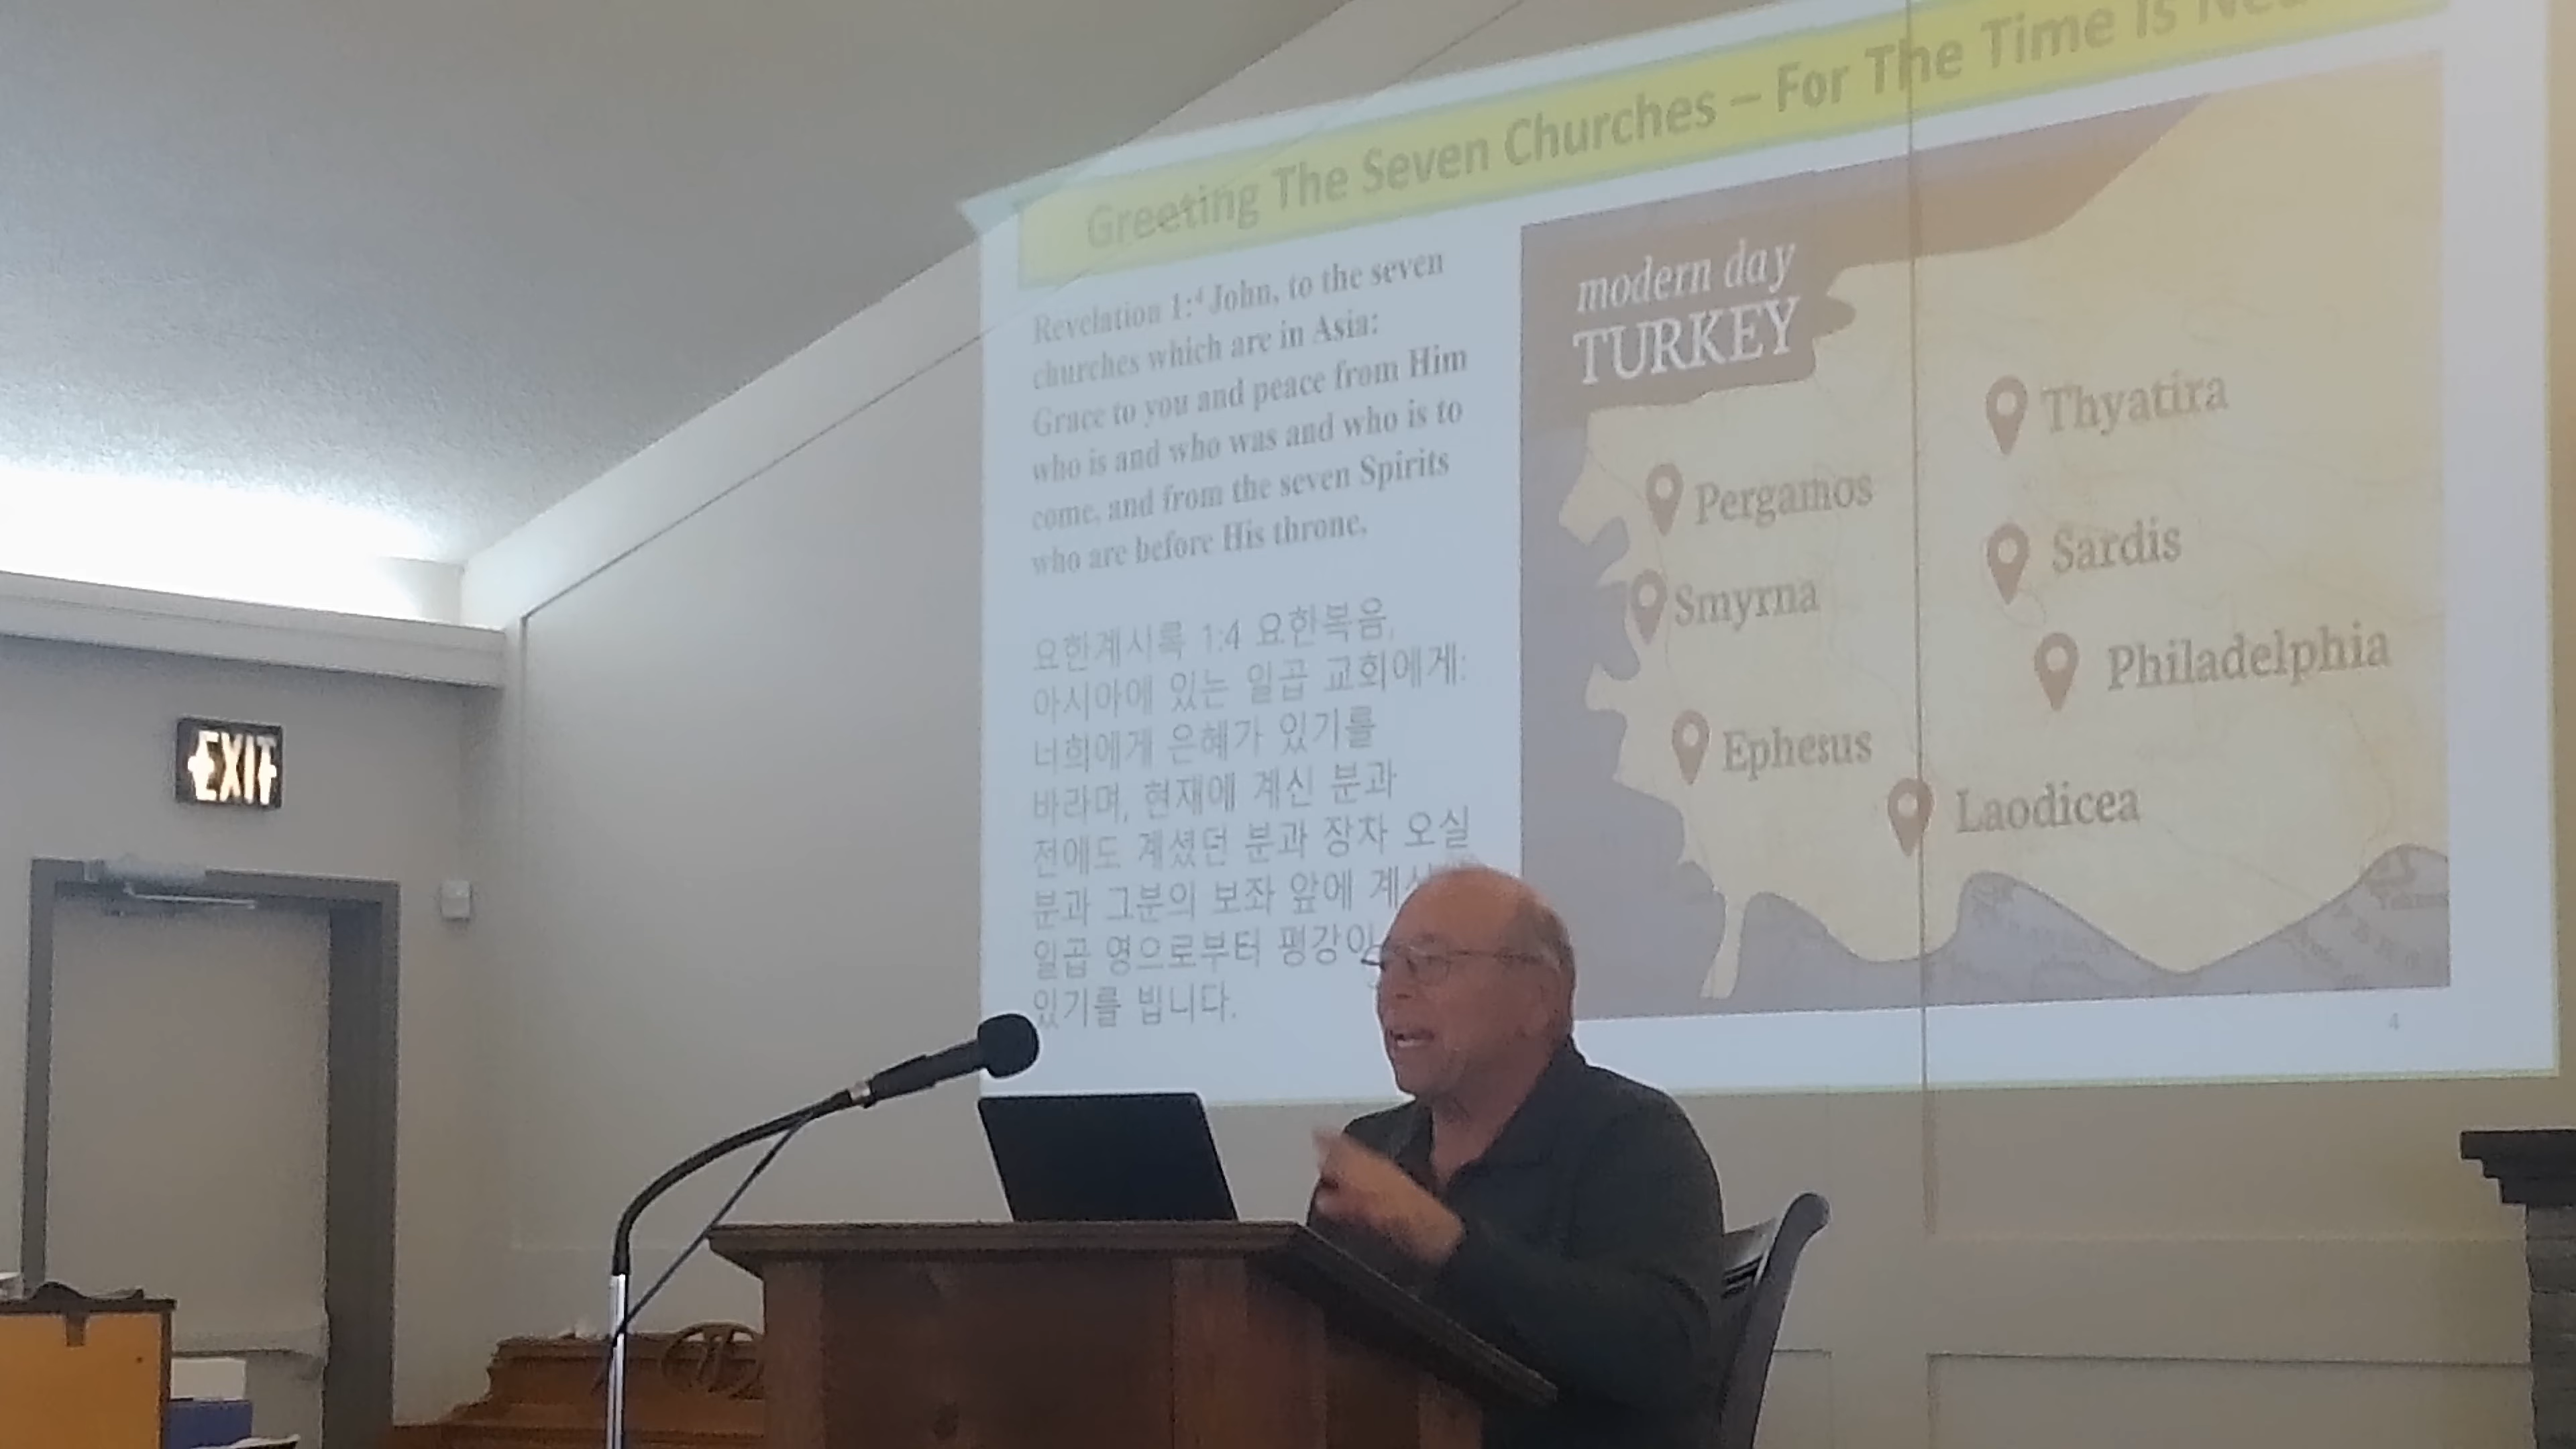 Greeting The Seven Churches – For The Time Is
Revelation 1:⁴ John, to the seven
churches which are in Asia:
Grace to you and peace from Him
who is and who was and who is to
come, and from the seven Spirits
who are before His throne,
요한계시록 1:4 요한복음,
아시아에 있는 일곱 교회에게:
너희에게 은혜가 있기를
바라며, 현재에 계신 분과
전에도 계셨던 분과 장차 오실
분과 그분의 보좌 앞에
일곱 영으로부터 평강이
있기를 빕니다.
modern day
TURKEY
Thyatira
Pergamos
Sardis
Smyrna
Philadelphia
Ephesus
Laodicea
4
EXIT